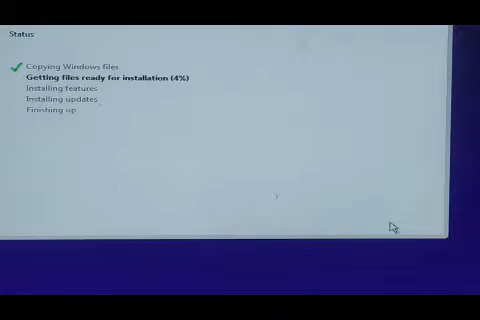 Status
Copying Windows files
Getting files ready for installation (4%)
Installing features
Installing updates
Finishing up